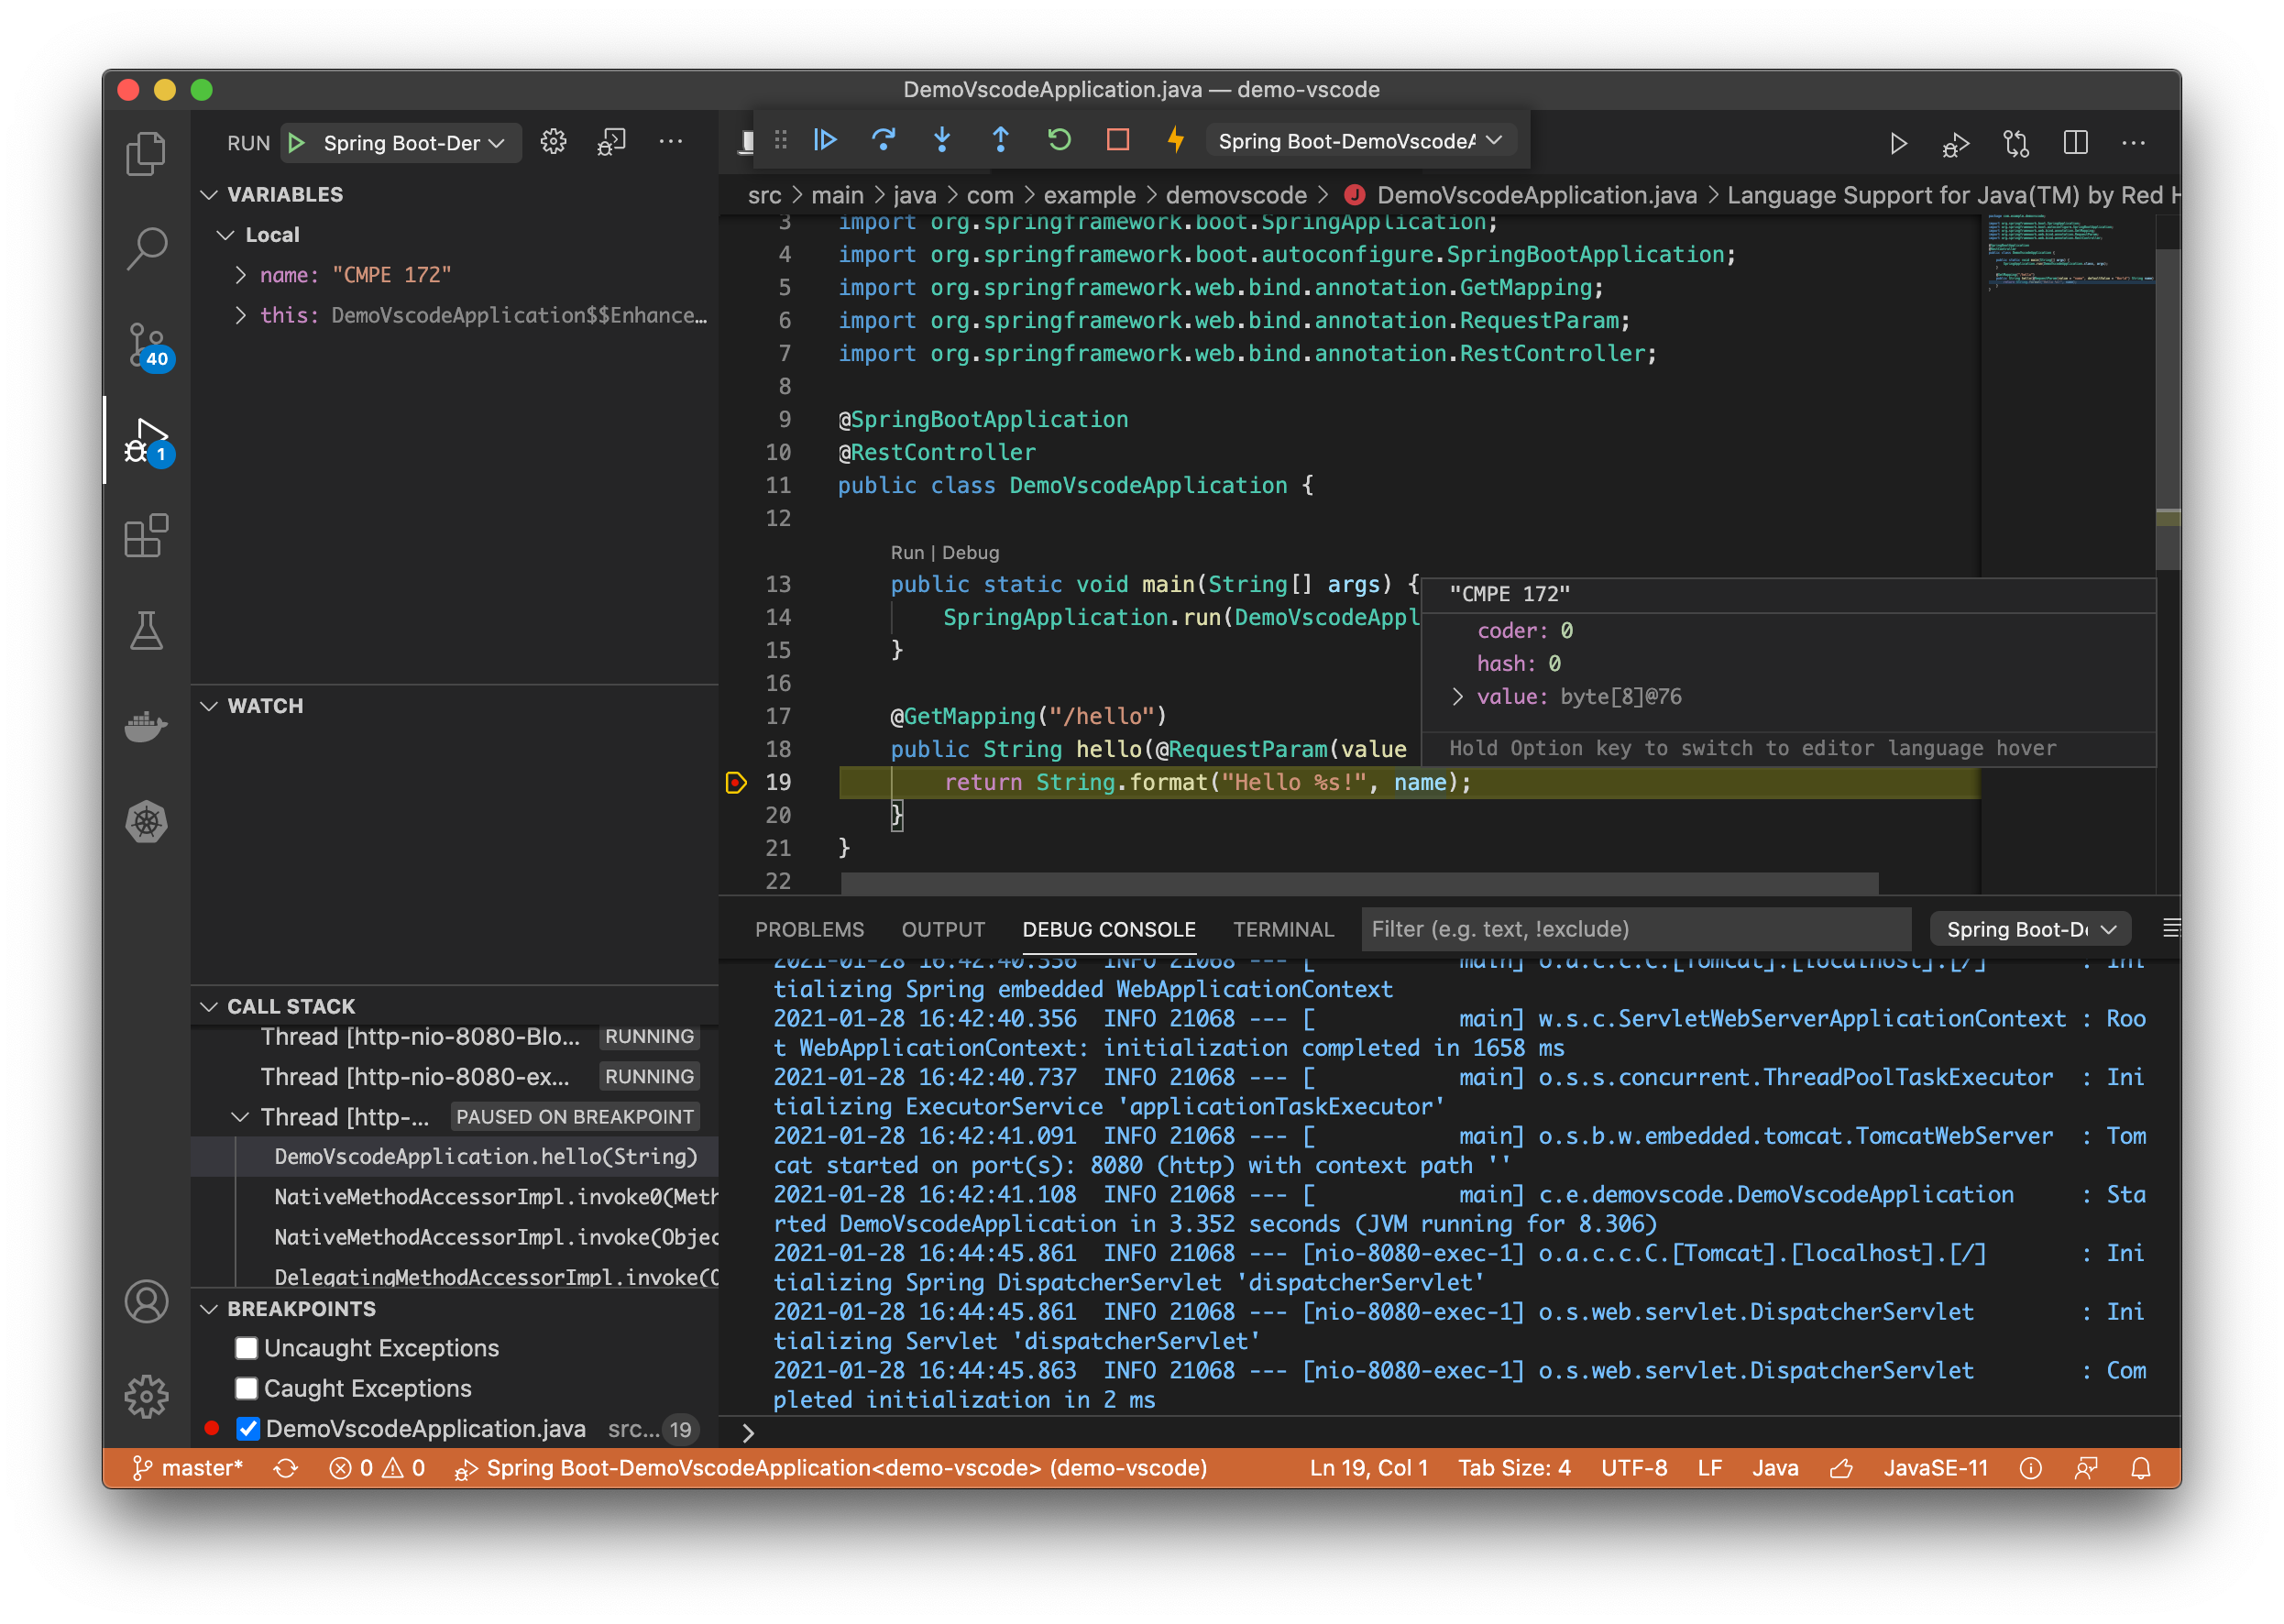 DemoVscodeApplication.java — demo-vscode
RUN
Spring Boot-Der
Spring Boot-DemoVscodeA
VARIABLES
Local
name: "CMPE 172"
this: DemoVscodeApplication$$Enhance...
40
1
WATCH
CALL STACK
Thread [http-nio-8080-Blo... RUNNING
Thread [http-nio-8080-ex... RUNNING
Thread [http-... PAUSED ON BREAKPOINT
DemoVscodeApplication.hello(String)
NativeMethodAccessorImpl.invoke0(Meth
NativeMethodAccessorImpl.invoke(Objec
DelegatingMethodAccessorImpl.invoke(O
BREAKPOINTS
Uncaught Exceptions
Caught Exceptions
DemoVscodeApplication.java src... 19
src > main > java > com > example > demovscode > DemoVscodeApplication.java > Language Support for Java(TM) by Red H
3 import org.springframework.boot.SpringApplication;
4 import org.springframework.boot.autoconfigure.SpringBootApplication;
5 import org.springframework.web.bind.annotation.GetMapping;
6 import org.springframework.web.bind.annotation.RequestParam;
7 import org.springframework.web.bind.annotation.RestController;
8
9 @SpringBootApplication
10 @RestController
11 public class DemoVscodeApplication {
12
Run | Debug
13 public static void main(String[] args) {
14 SpringApplication.run(DemoVscodeAppl
15 }
16
17 @GetMapping("/hello")
18 public String hello(@RequestParam(value
19 return String.format("Hello %s!", name);
20 }
21 }
22
"CMPE 172"
coder: 0
hash: 0
value: byte[8]@76
Hold Option key to switch to editor language hover
PROBLEMS OUTPUT DEBUG CONSOLE TERMINAL Filter (e.g. text, !exclude) Spring Boot-De
2021-01-28 16:42:40.356 INFO 21068 --- [ main] o.a.c.c.C.[Tomcat].[localhost].[/] : Ini
tializing Spring embedded WebApplicationContext
2021-01-28 16:42:40.356 INFO 21068 --- [ main] w.s.c.ServletWebServerApplicationContext : Roo
t WebApplicationContext: initialization completed in 1658 ms
2021-01-28 16:42:40.737 INFO 21068 --- [ main] o.s.s.concurrent.ThreadPoolTaskExecutor : Ini
tializing ExecutorService 'applicationTaskExecutor'
2021-01-28 16:42:41.091 INFO 21068 --- [ main] o.s.b.w.embedded.tomcat.TomcatWebServer : Tom
cat started on port(s): 8080 (http) with context path ''
2021-01-28 16:42:41.108 INFO 21068 --- [ main] c.e.demovscode.DemoVscodeApplication : Sta
rted DemoVscodeApplication in 3.352 seconds (JVM running for 8.306)
2021-01-28 16:44:45.861 INFO 21068 --- [nio-8080-exec-1] o.a.c.c.C.[Tomcat].[localhost].[/] : Ini
tializing Spring DispatcherServlet 'dispatcherServlet'
2021-01-28 16:44:45.861 INFO 21068 --- [nio-8080-exec-1] o.s.web.servlet.DispatcherServlet : Ini
tializing Servlet 'dispatcherServlet'
2021-01-28 16:44:45.863 INFO 21068 --- [nio-8080-exec-1] o.s.web.servlet.DispatcherServlet : Com
pleted initialization in 2 ms
master* 0 0 Spring Boot-DemoVscodeApplication<demo-vscode> (demo-vscode) Ln 19, Col 1 Tab Size: 4 UTF-8 LF Java JavaSE-11